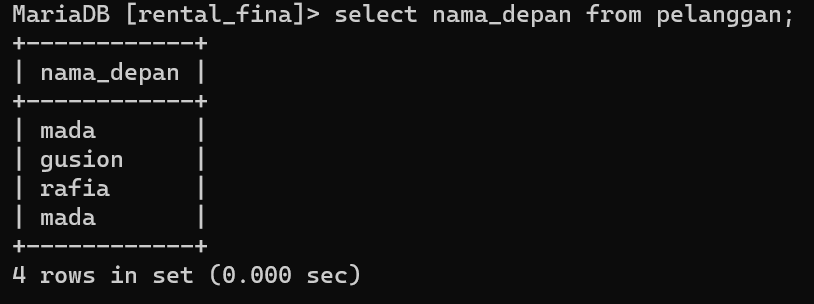 MariaDB [rental_fina]> select nama_depan from pelanggan;
+------------+
| nama_depan |
+------------+
| mada       |
| gusion     |
| rafia      |
| mada       |
+------------+
4 rows in set (0.000 sec)